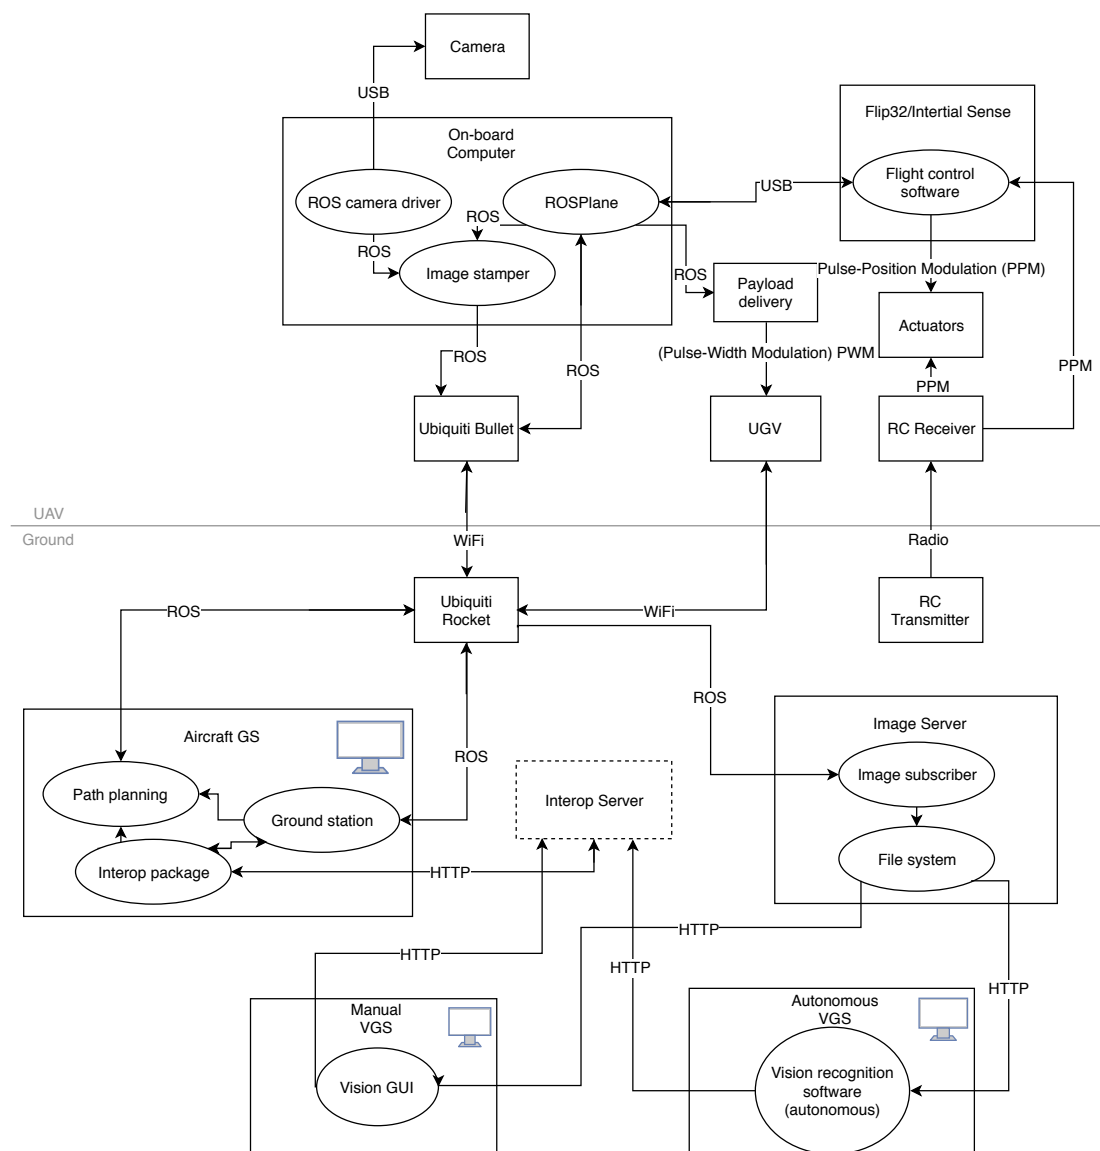 Camera
USB
Flip32/Intertial Sense
On-board
Computer
Flight control
software
USB
ROS camera driver
ROSPlane
ROS
ROS
Image stamper
ROS
Pulse-Position Modulation (PPM)
Payload
delivery
Actuators
ROS
(Pulse-Width Modulation) PWM
ROS
PPM
PPM
Ubiquiti Bullet
UGV
RC Receiver
UAV
Ground
WiFi
Radio
Ubiquiti
Rocket
RC
Transmitter
ROS
WiFi
ROS
Aircraft GS
Image Server
ROS
Image subscriber
Path planning
Interop Server
Ground station
File system
Interop package
HTTP
HTTP
HTTP
HTTP
HTTP
Manual
VGS
Autonomous
VGS
Vision GUI
Vision recognition
software
(autonomous)